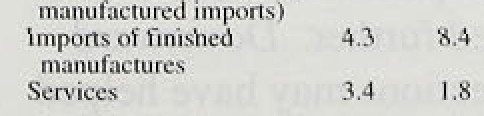 manufactured imports)
Imports of finished 4.3 8.4
manufactures
Services 3.4 1.8